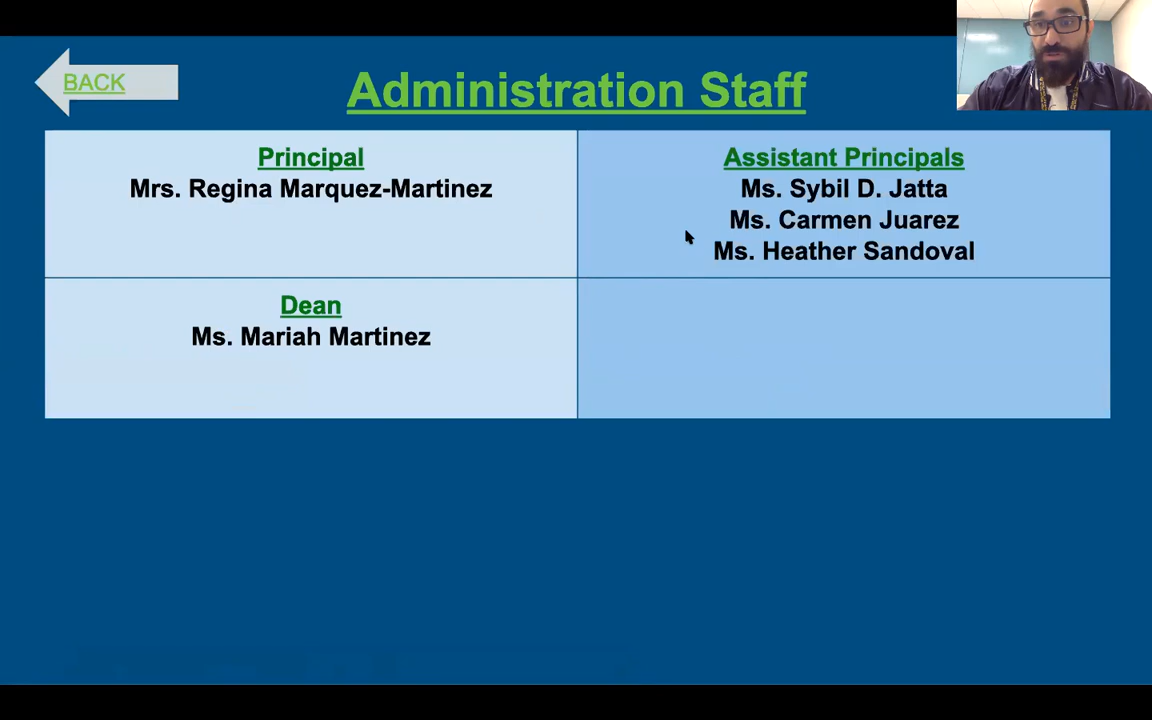 BACK
Administration Staff
Principal
Mrs. Regina Marquez-Martinez
Assistant Principals
Ms. Sybil D. Jatta
Ms. Carmen Juarez
Ms. Heather Sandoval
Dean
Ms. Mariah Martinez